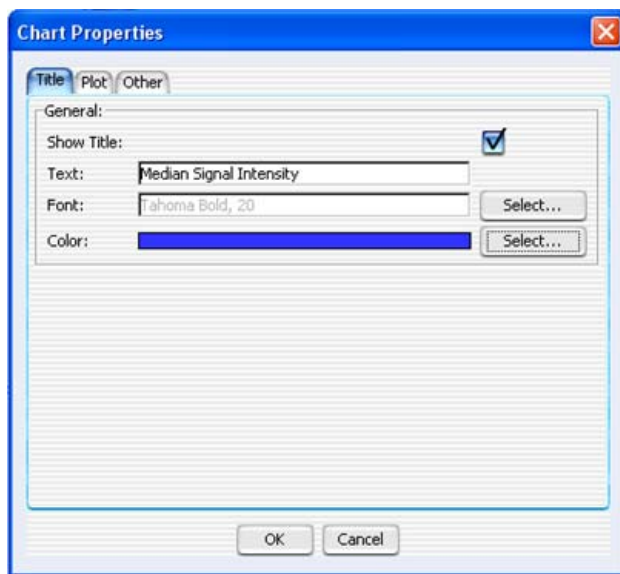 Chart Properties
Title Plot Other
General:
Show Title:
Text: Median Signal Intensity
Font: Tahoma Bold, 20 Select...
Color: Select...
OK Cancel